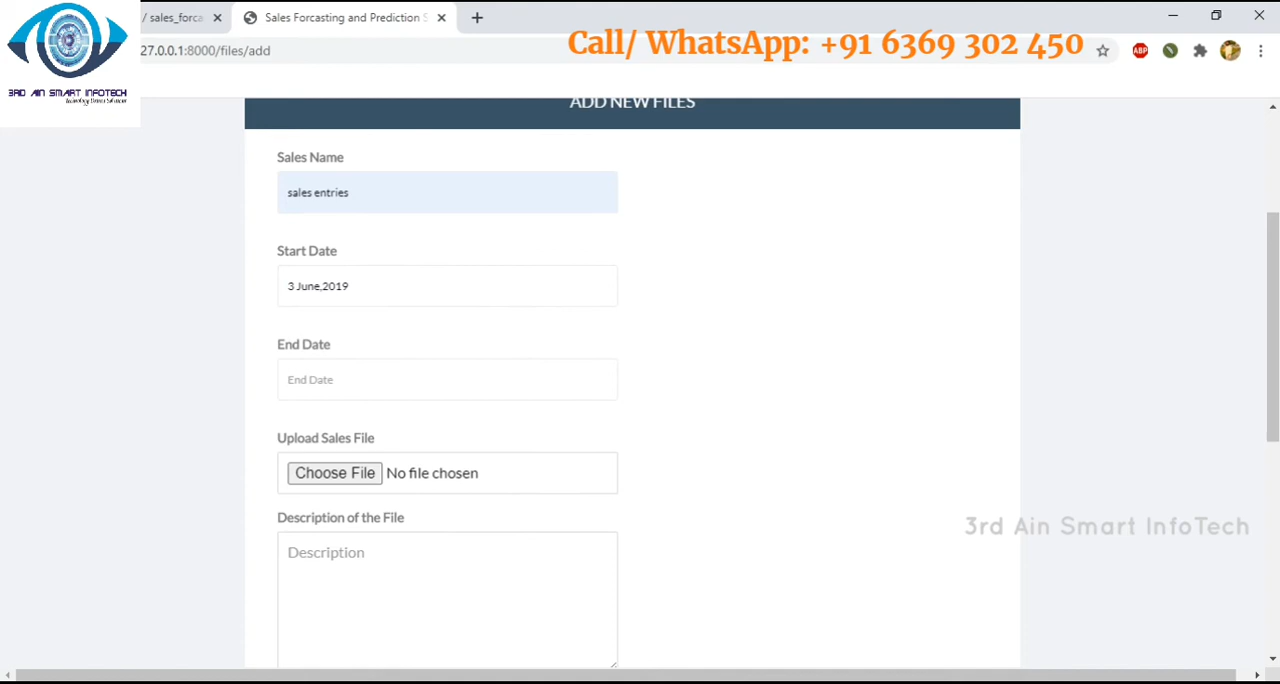 / sales_forca
Sales Forcasting and Prediction S
27.0.0.1:8000/files/add
Call/ WhatsApp: +91 6369 302 450
ABP
3RD AIN SMART INFOTECH
ADD NEW FILES
Sales Name
sales entries
Start Date
3 June,2019
End Date
End Date
Upload Sales File
Choose File No file chosen
Description of the File
Description
3rd Ain Smart InfoTech